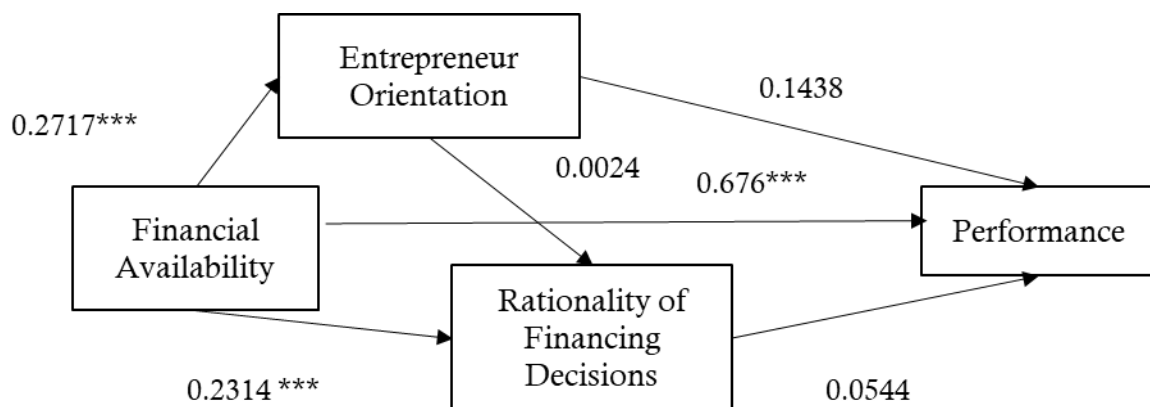 Entrepreneur
Orientation
0.1438
0.2717***
0.0024
0.676***
Financial
Availability
Performance
Rationality of
Financing
Decisions
0.2314 ***
0.0544